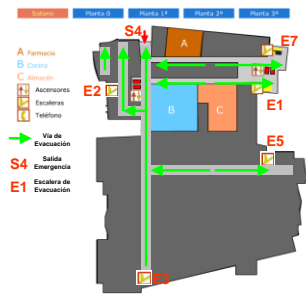 Sotano
Planta 0
Planta 1ª
Planta 2ª
Planta 3ª
S4
E7
A Farmacia
B Cocina
C Almacén
Ascensores
Escaleras
Teléfono
Vía de
Evacuación
S4 Salida
Emergencia
E1 Escalera de
Evacuación
A
E2
E1
B
C
E5
E3